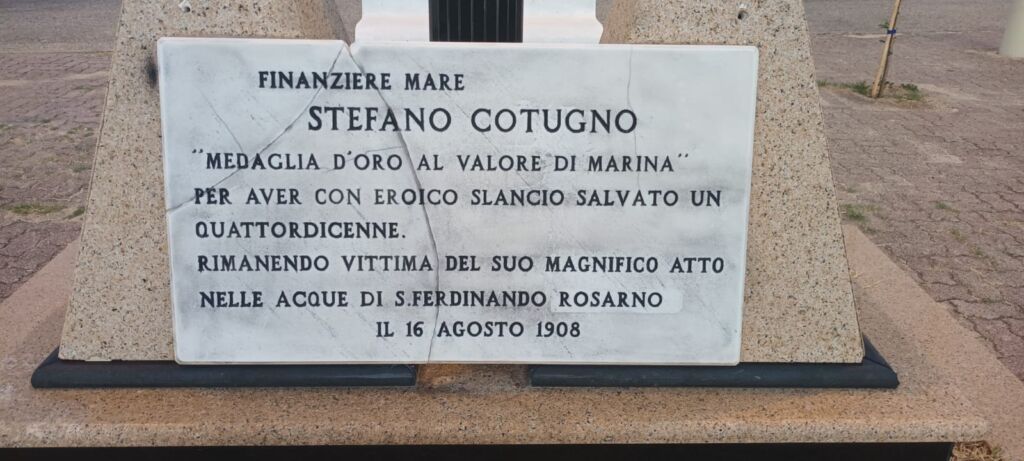 FINANZIERE MARE
STEFANO COTUGNO
"MEDAGLIA D'ORO AL VALORE DI MARINA"
PER AVER CON EROICO SLANCIO SALVATO UN
QUATTORDICENNE.
RIMANENDO VITTIMA DEL SUO MAGNIFICO ATTO
NELLE ACQUE DI S.FERDINANDO ROSARNO
IL 16 AGOSTO 1908